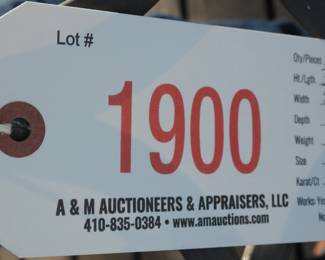 Lot #
1900
A & M AUCTIONEERS & APPRAISERS, LLC
410-835-0384 • www.amauctions.com
Qty/Pieces
Ht./Lgth
Width
Depth
Weight
Size
Karat/Ct
Works: Yes
No